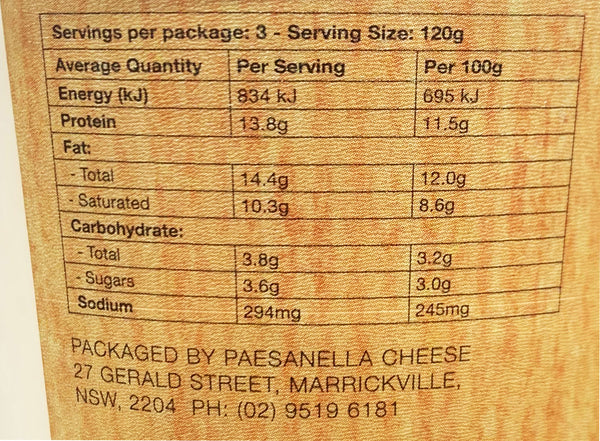 Servings per package: 3 - Serving Size: 120g
Average Quantity Per Serving Per 100g
Energy (kJ) 834 kJ 695 kJ
Protein 13.8g 11.5g
Fat:
- Total 14.4g 12.0g
- Saturated 10.3g 8.6g
Carbohydrate:
- Total 3.8g 3.2g
- Sugars 3.6g 3.0g
Sodium 294mg 245mg
PACKAGED BY PAESANELLA CHEESE
27 GERALD STREET, MARRICKVILLE,
NSW, 2204 PH: (02) 9519 6181